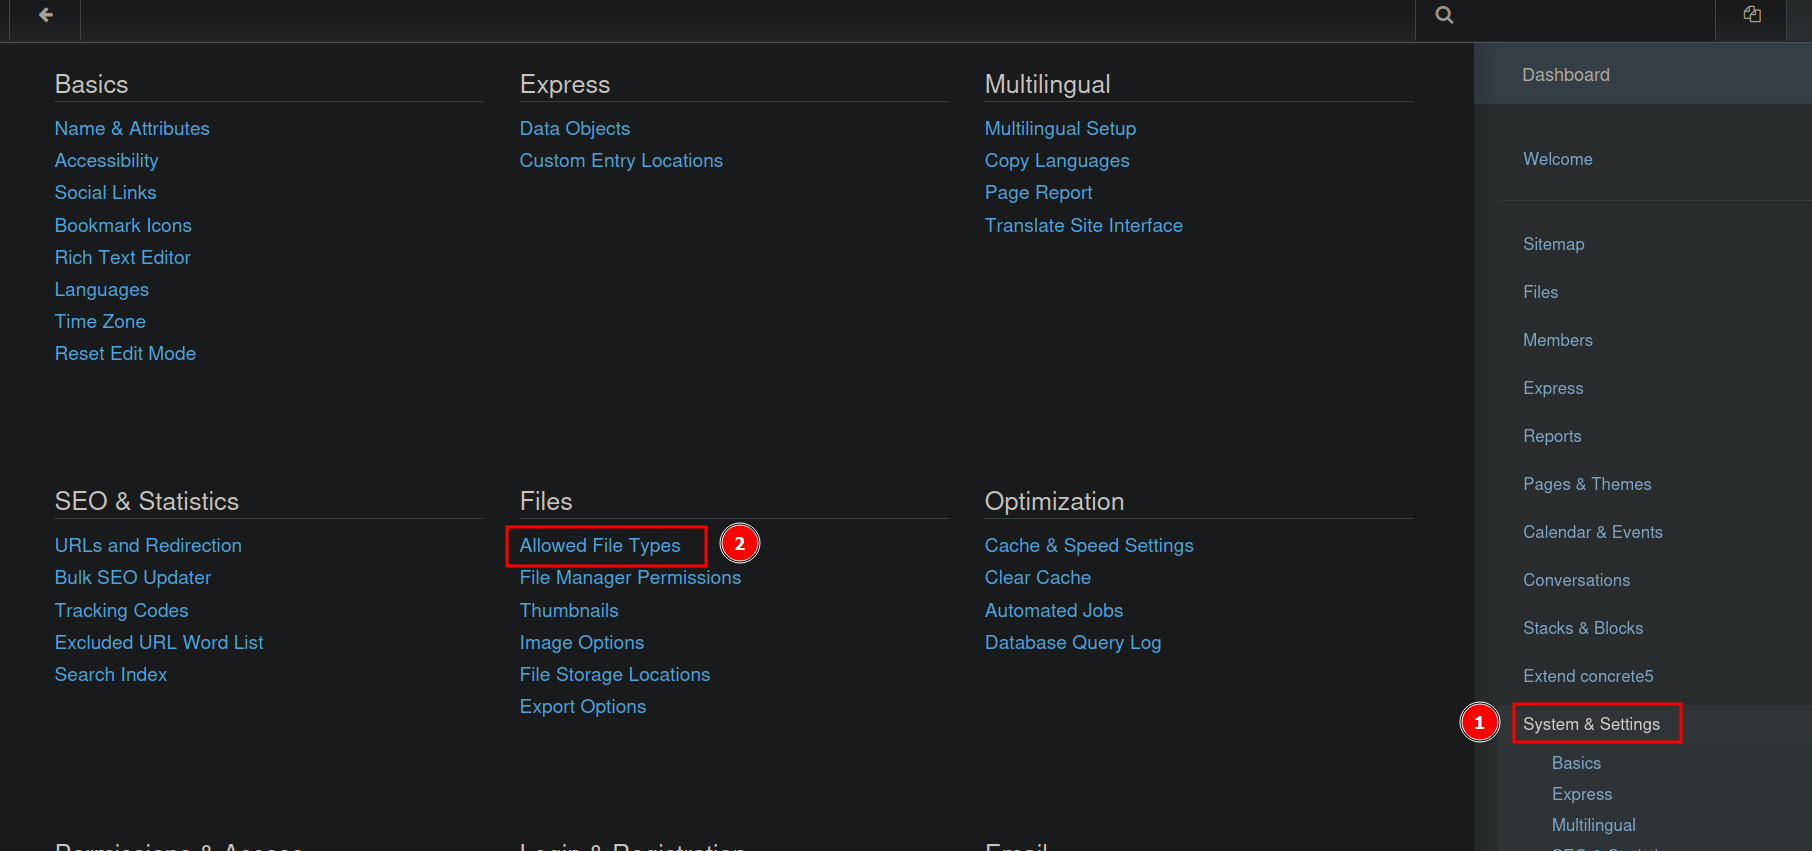 Basics
Name & Attributes
Accessibility
Social Links
Bookmark Icons
Rich Text Editor
Languages
Time Zone
Reset Edit Mode
Express
Data Objects
Custom Entry Locations
Multilingual
Multilingual Setup
Copy Languages
Page Report
Translate Site Interface
SEO & Statistics
URLs and Redirection
Bulk SEO Updater
Tracking Codes
Excluded URL Word List
Search Index
Files
Allowed File Types
2
File Manager Permissions
Thumbnails
Image Options
File Storage Locations
Export Options
Optimization
Cache & Speed Settings
Clear Cache
Automated Jobs
Database Query Log
Permissions & Access
Login & Registration
Email
Dashboard
Welcome
Sitemap
Files
Members
Express
Reports
Pages & Themes
Calendar & Events
Conversations
Stacks & Blocks
Extend concrete5
1
System & Settings
Basics
Express
Multilingual